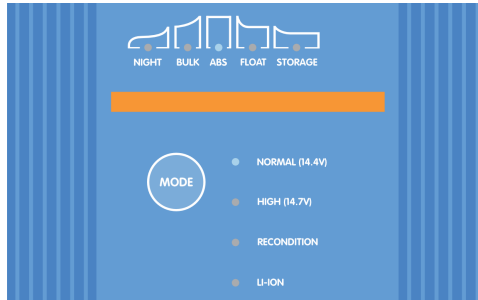 NIGHT BULK ABS FLOAT STORAGE
MODE
NORMAL (14.4V)
HIGH (14.7V)
RECONDITION
LI-ION